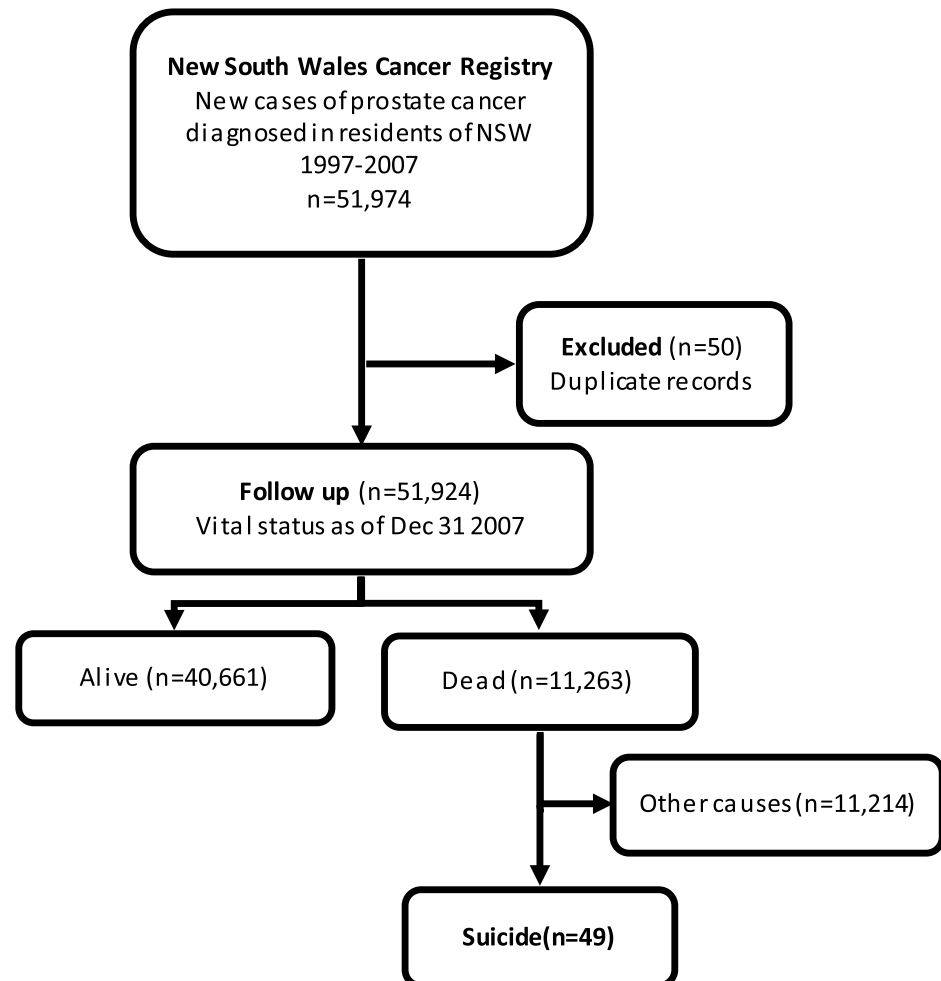 New South Wales Cancer Registry
New cases of prostate cancer
diagnosed in residents of NSW
1997-2007
n=51,974
Excluded (n=50)
Duplicate records
Follow up (n=51,924)
Vital status as of Dec 31 2007
Alive (n=40,661)
Dead (n=11,263)
Other causes (n=11,214)
Suicide(n=49)